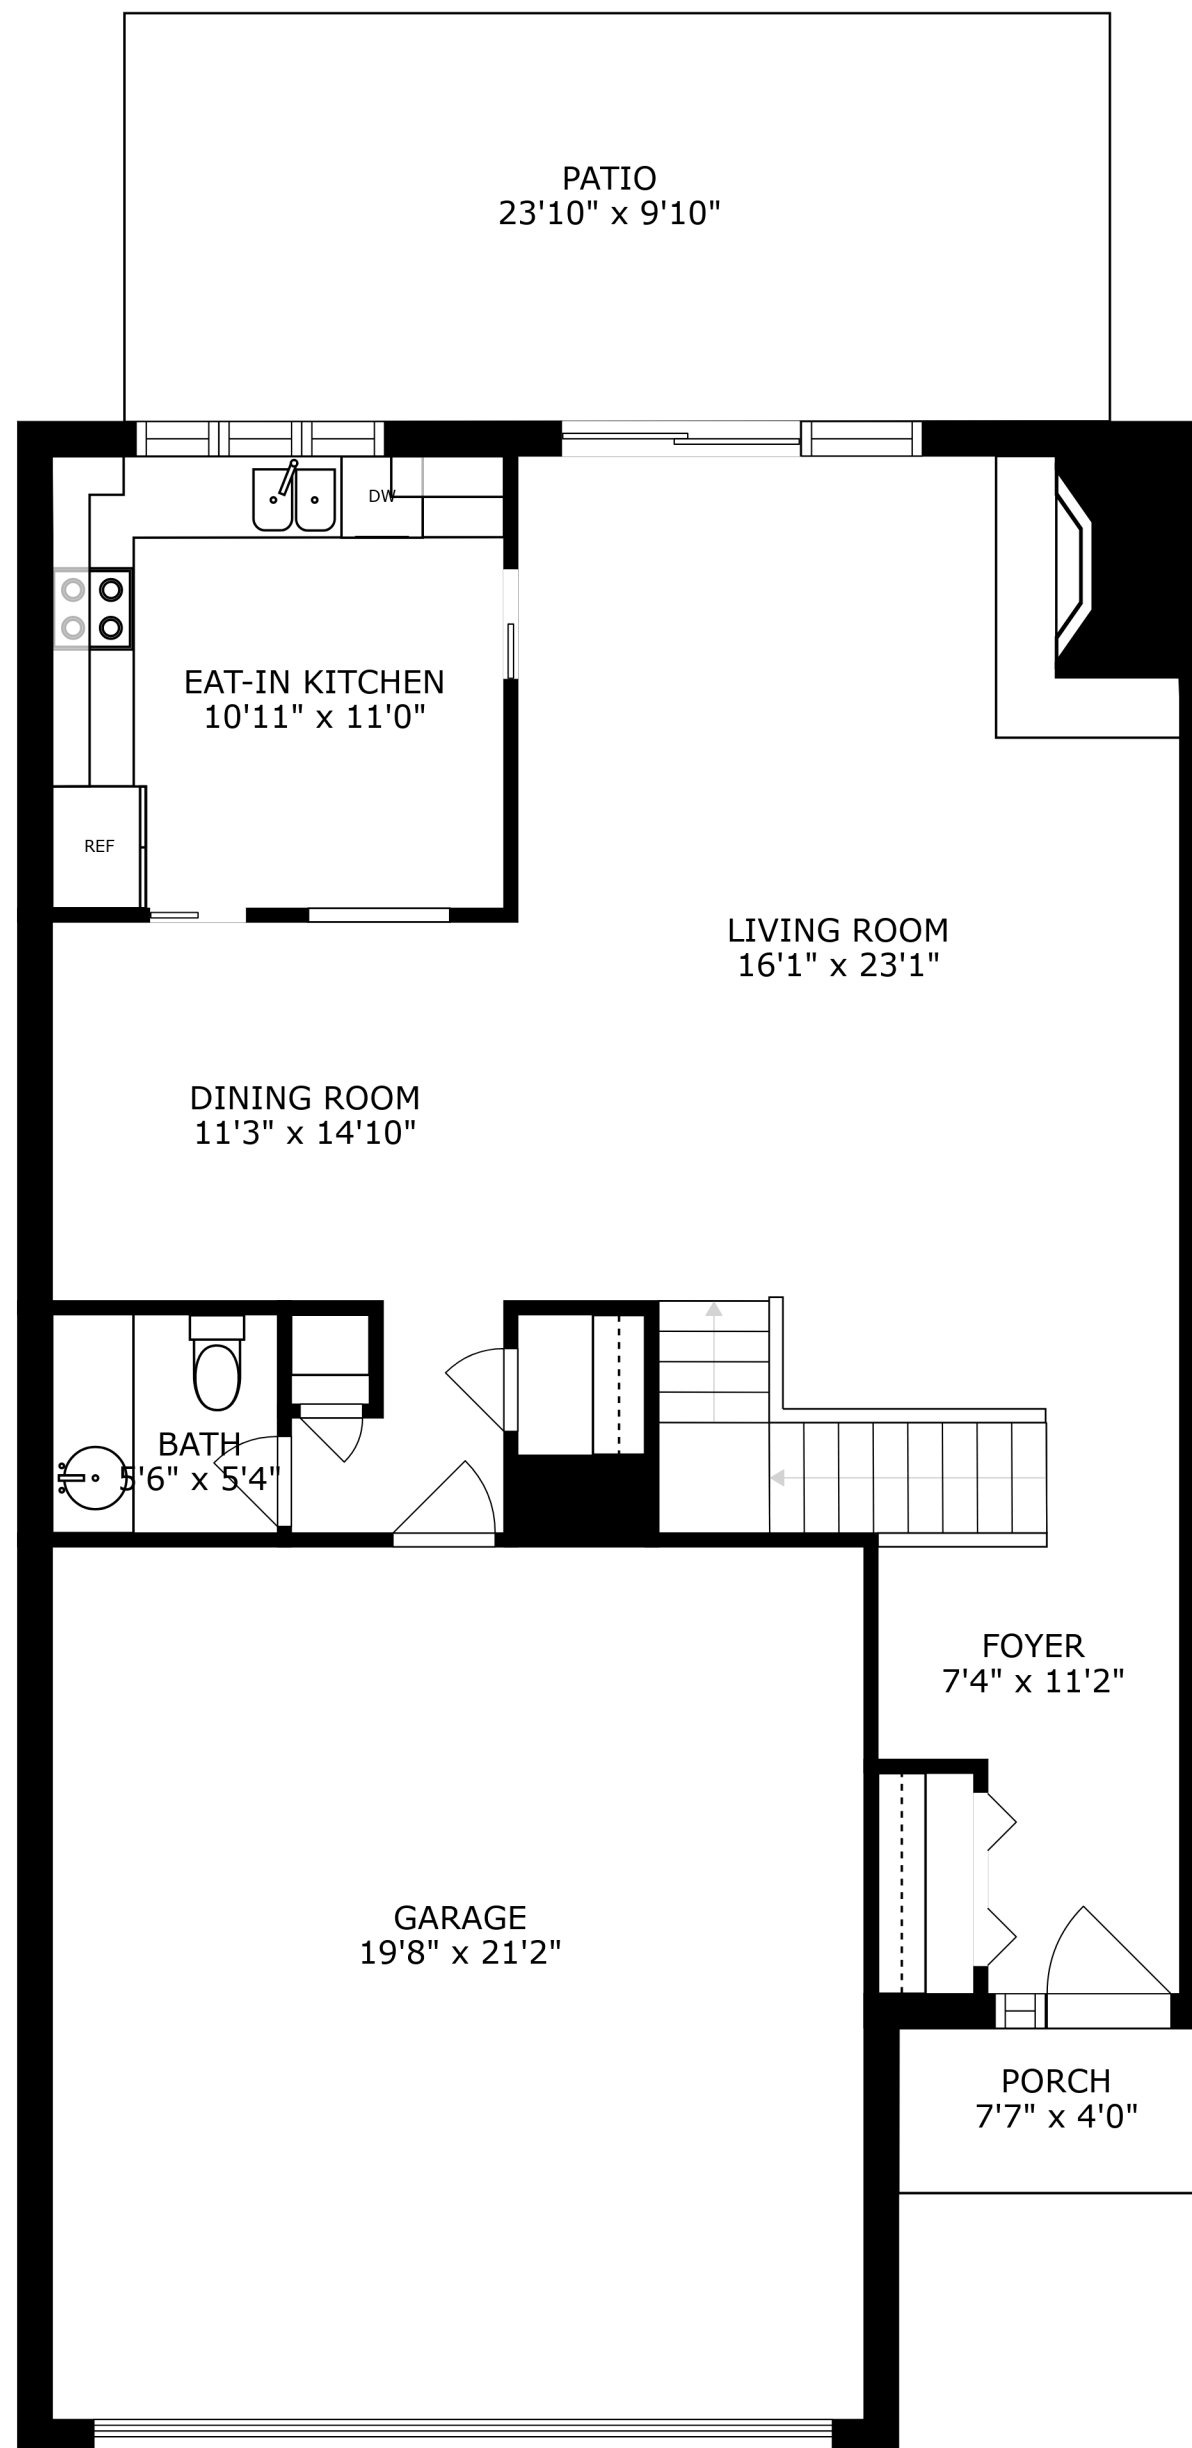 PATIO
23'10" x 9'10"
DW
EAT-IN KITCHEN
10'11" x 11'0"
REF
LIVING ROOM
16'1" x 23'1"
DINING ROOM
11'3" x 14'10"
BATH
5'6" x 5'4"
FOYER
7'4" x 11'2"
GARAGE
19'8" x 21'2"
PORCH
7'7" x 4'0"